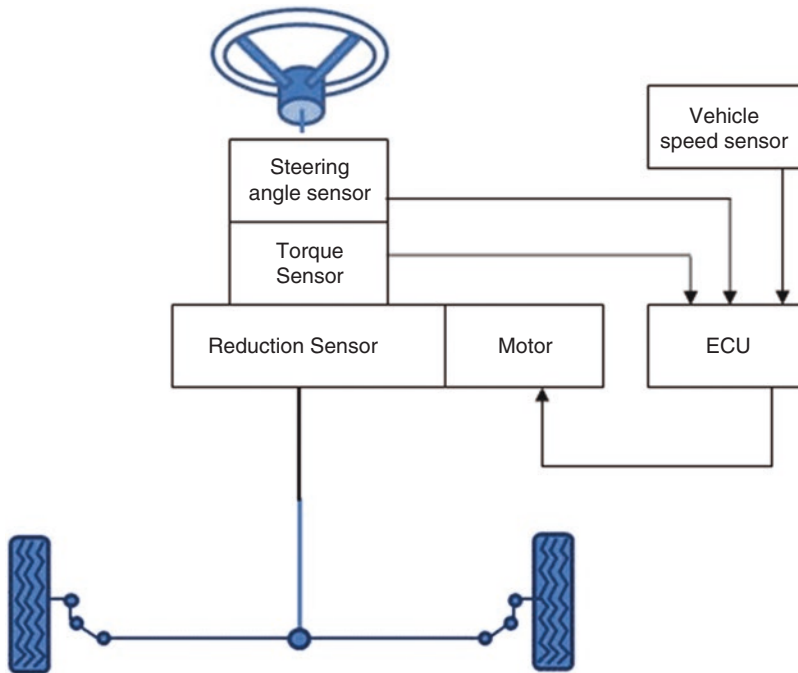 Vehicle
speed sensor
Steering
angle sensor
Torque
Sensor
Reduction Sensor
Motor
ECU